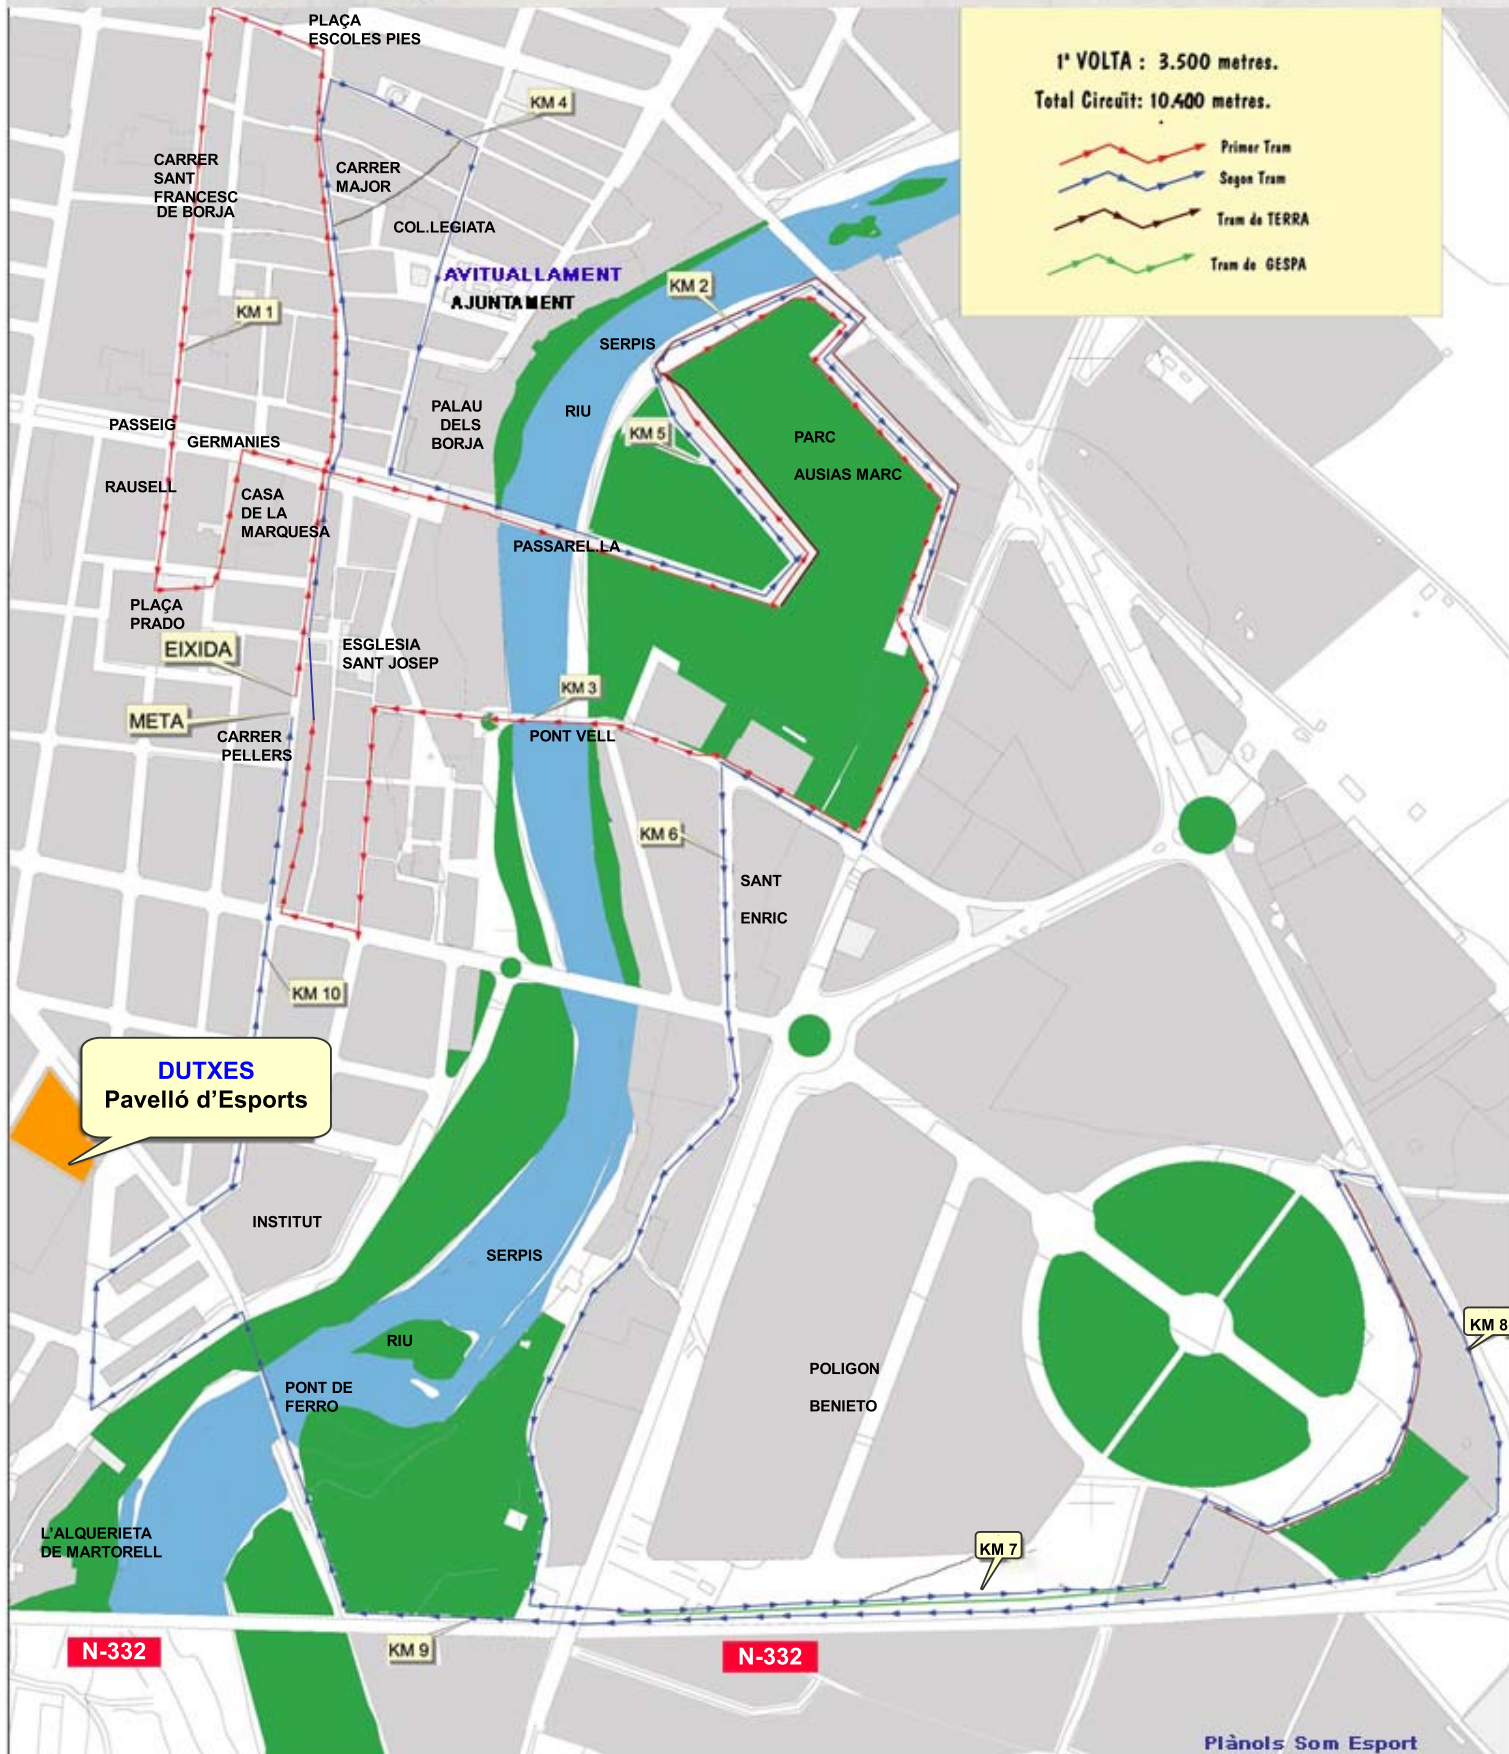 PLAÇA
ESCOLES PIES
1ª VOLTA : 3.500 metres.
Total Circuït: 10.400 metres.
Primer Tram
Segon Tram
Tram de TERRA
Tram de GESPA
KM 4
CARRER
SANT
FRANCESC
DE BORJA
CARRER
MAJOR
COL.LEGIATA
AVITUALLAMENT
AJUNTAMENT
KM 2
KM 1
SERPIS
RIU
PALAU
DELS
BORJA
PASSEIG
GERMANIES
KM 5
PARC
AUSIAS MARC
RAUSELL
CASA
DE LA
MARQUESA
PASSAREL.LA
PLAÇA
PRADO
EIXIDA
ESGLESIA
SANT JOSEP
KM 3
META
CARRER
PELLERS
PONT VELL
KM 6
SANT
ENRIC
KM 10
DUTXES
Pavelló d’Esports
INSTITUT
SERPIS
RIU
KM 8
POLIGON
BENIETO
PONT DE
FERRO
L'ALQUERIETA
DE MARTORELL
KM 7
KM 9
N-332
N-332
Plànols Som Esport